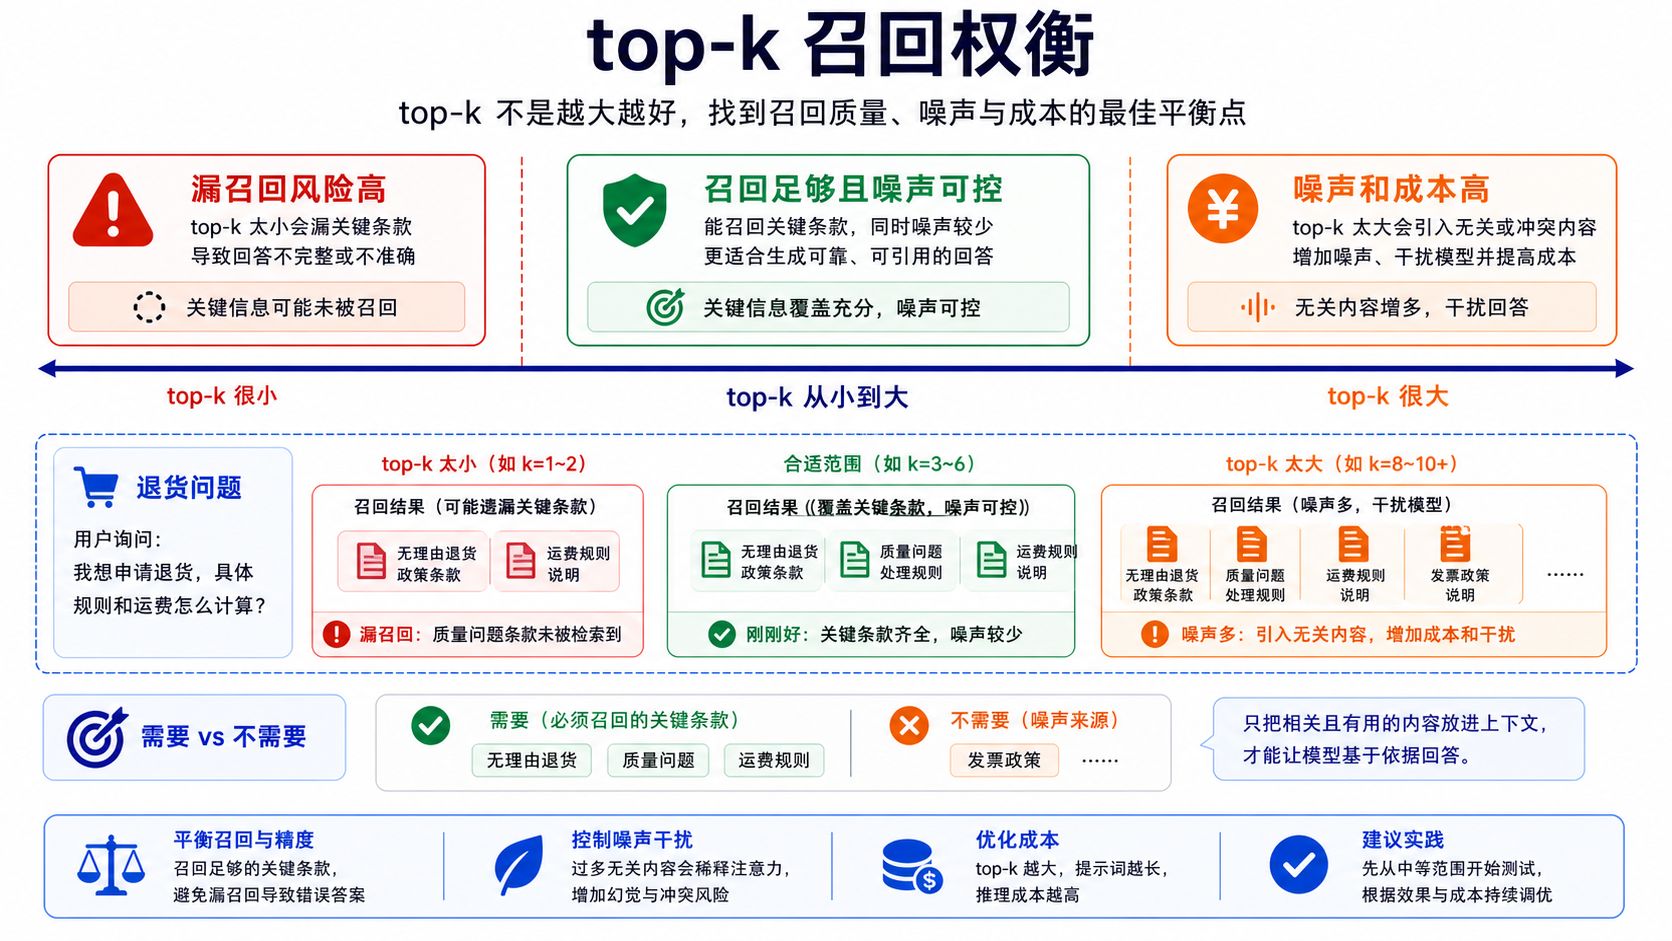 top-k 召回权衡
top-k 不是越大越好，找到召回质量、噪声与成本的最佳平衡点
漏召回风险高
top-k 太小会漏关键条款
导致回答不完整或不准确
关键信息可能未被召回
召回足够且噪声可控
能召回关键条款，同时噪声较少
更适合生成可靠、可引用的回答
关键信息覆盖充分，噪声可控
¥
噪声和成本高
top-k 太大会引入无关或冲突内容
增加噪声、干扰模型并提高成本
无关内容增多，干扰回答
top-k 很小
top-k 从小到大
top-k 很大
退货问题
用户询问：
我想申请退货，具体
规则和运费怎么计算？
top-k 太小（如 k=1~2）
召回结果（可能遗漏关键条款）
无理由退货
政策条款
运费规则
说明
漏召回：质量问题条款未被检索到
合适范围（如 k=3~6）
召回结果（(覆盖关键条款，噪声可控)）
无理由退货
政策条款
质量问题
处理规则
运费规则
说明
刚刚好：关键条款齐全，噪声较少
top-k 太大（如 k=8~10+）
召回结果（噪声多，干扰模型）
无理由退货
政策条款
质量问题
处理规则
运费规则
说明
发票政策
说明
……
噪声多：引入无关内容，增加成本和干扰
需要 vs 不需要
需要（必须召回的关键条款）
无理由退货
质量问题
运费规则
不需要（噪声来源）
发票政策
……
只把相关且有用的内容放进上下文，
才能让模型基于依据回答。
平衡召回与精度
召回足够的关键条款，
避免漏召回导致错误答案
控制噪声干扰
过多无关内容会稀释注意力，
增加幻觉与冲突风险
$
优化成本
top-k 越大，提示词越长，
推理成本越高
建议实践
先从中等范围开始测试，
根据效果与成本持续调优